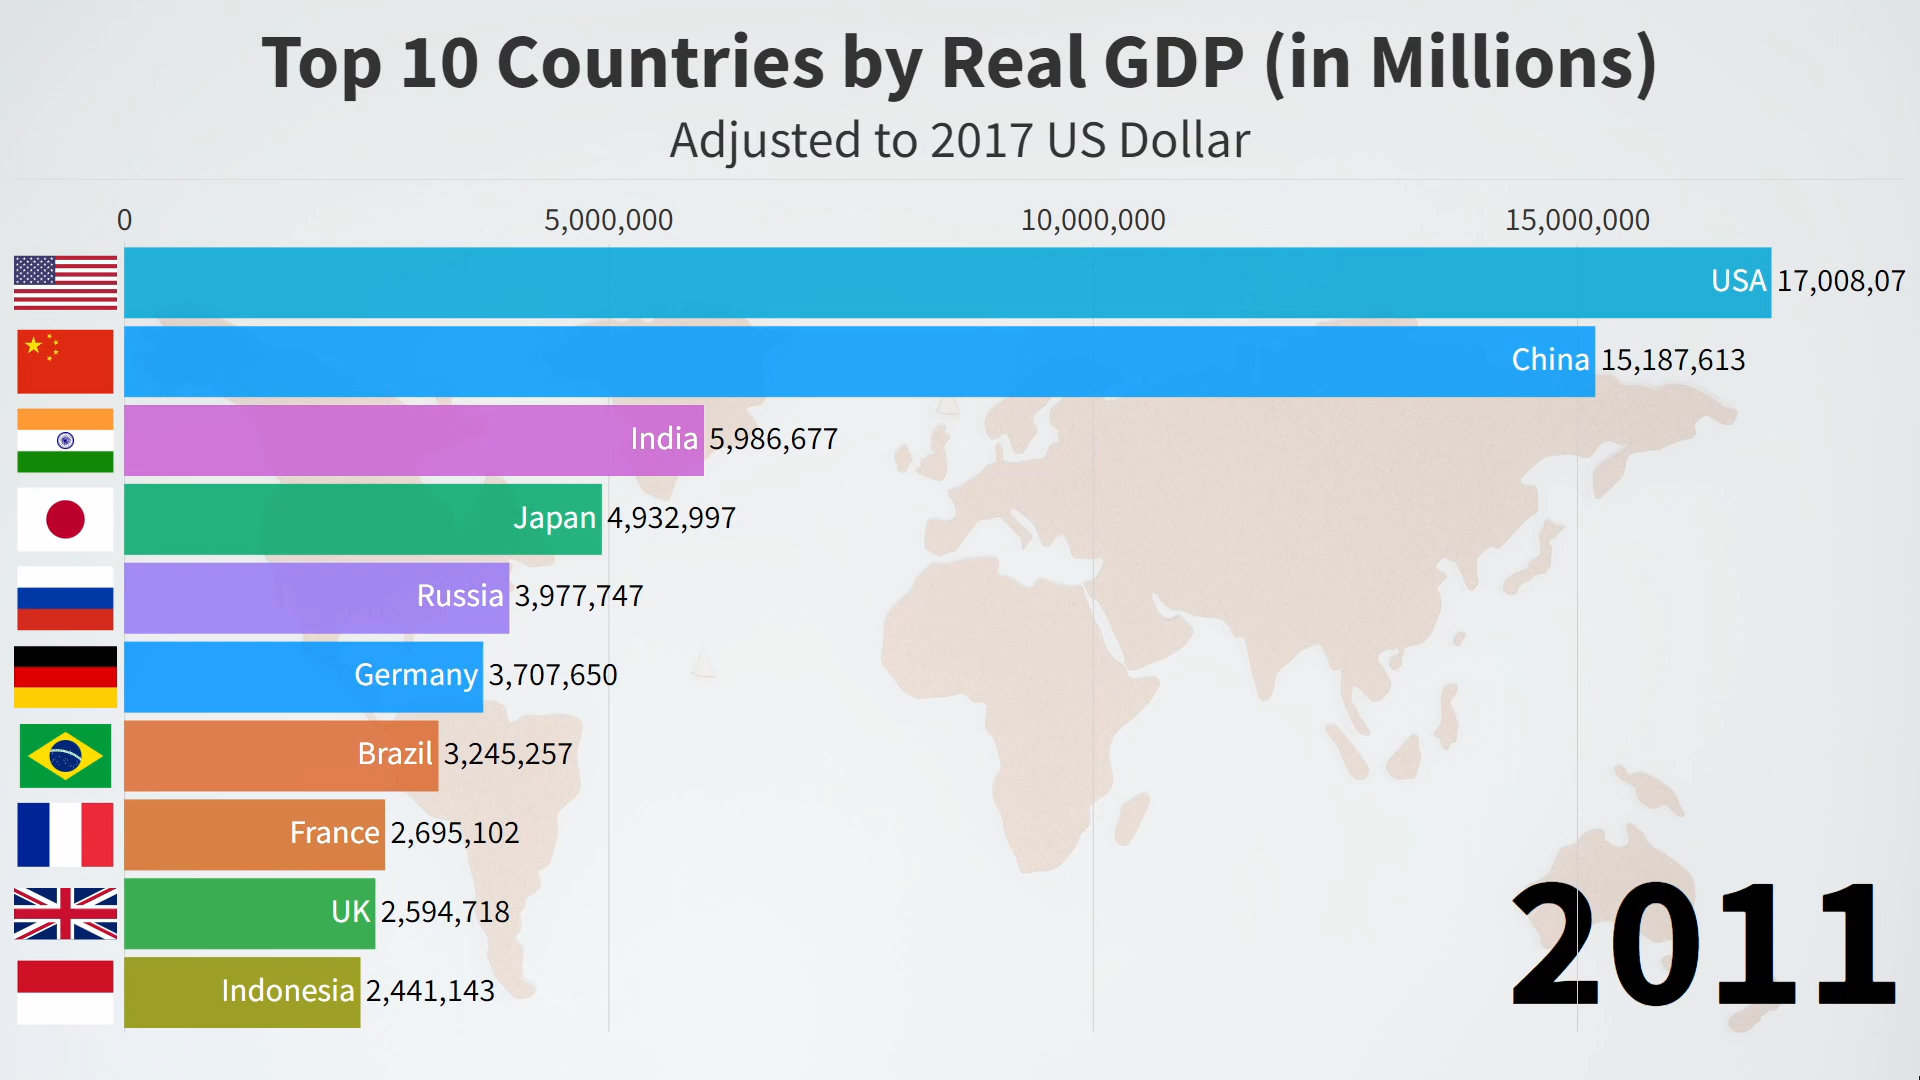 Top 10 Countries by Real GDP (in Millions)
Adjusted to 2017 US Dollar
0 5,000,000 10,000,000 15,000,000
USA 17,008,07
China 15,187,613
India 5,986,677
Japan 4,932,997
Russia 3,977,747
Germany 3,707,650
Brazil 3,245,257
France 2,695,102
UK 2,594,718
Indonesia 2,441,143
2011